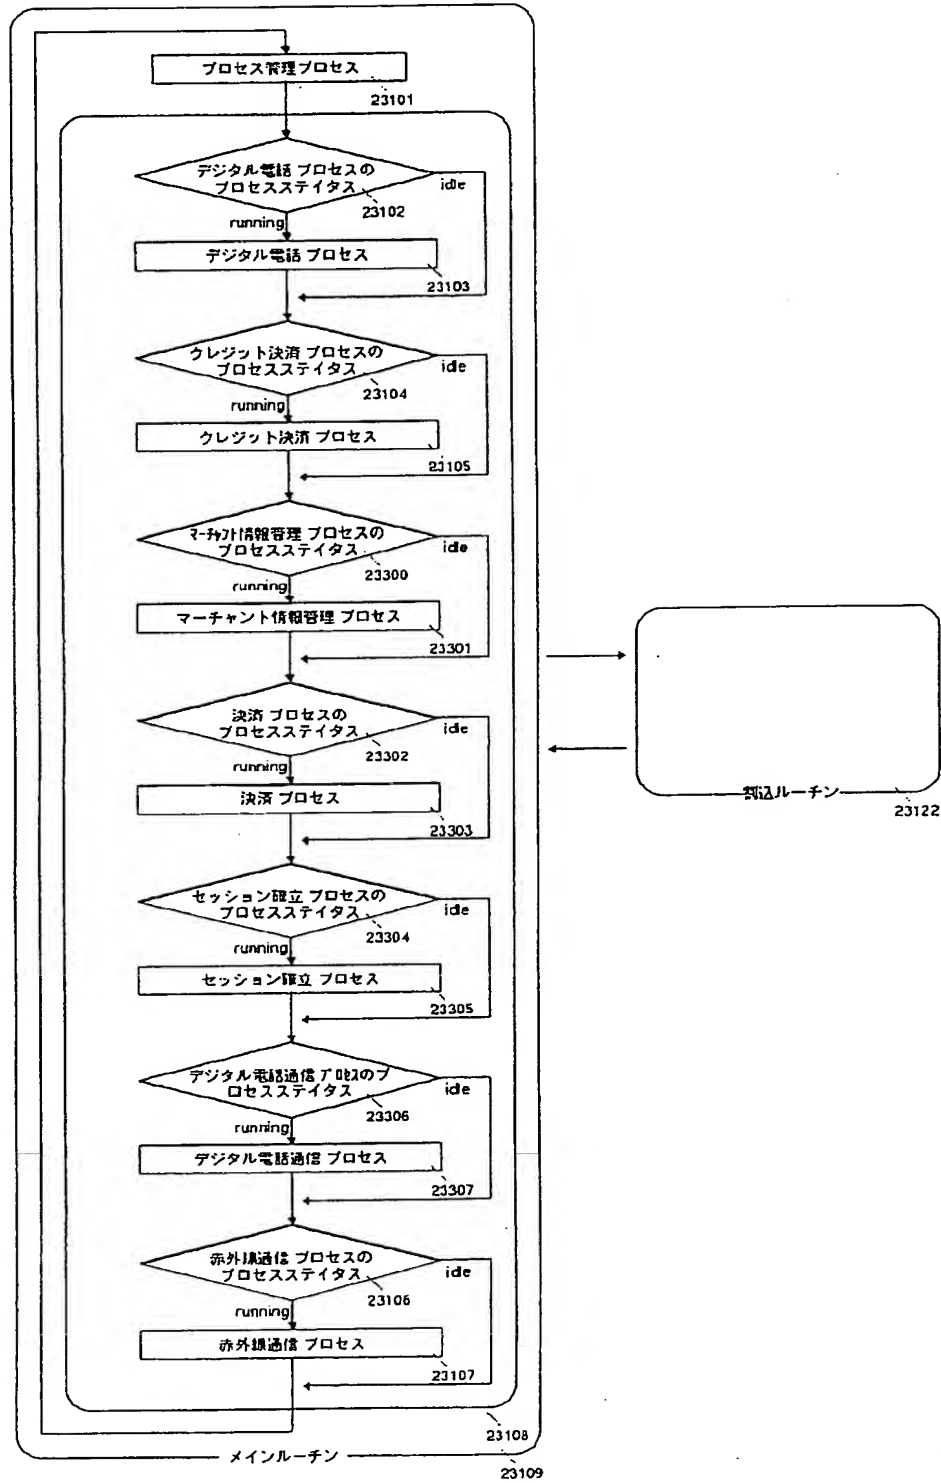 プロセス管理プロセス
23101
デジタル電話 プロセスの
プロセスステイタス
idle
23102
running
デジタル電話 プロセス
23103
クレジット決済 プロセスの
プロセスステイタス
idle
23104
running
クレジット決済 プロセス
23105
マーチャント情報管理 プロセスの
プロセスステイタス
idle
23300
running
マーチャント情報管理 プロセス
23301
決済 プロセスの
プロセスステイタス
idle
23302
running
決済 プロセス
23303
割込ルーチン
23122
セッション確立 プロセスの
プロセスステイタス
idle
23304
running
セッション確立 プロセス
23305
デジタル電話通信 プロセスのプ
ロセスステイタス
idle
23306
running
デジタル電話通信 プロセス
23307
赤外線通信 プロセスの
プロセスステイタス
idle
23106
running
赤外線通信 プロセス
23107
23108
メインルーチン
23109